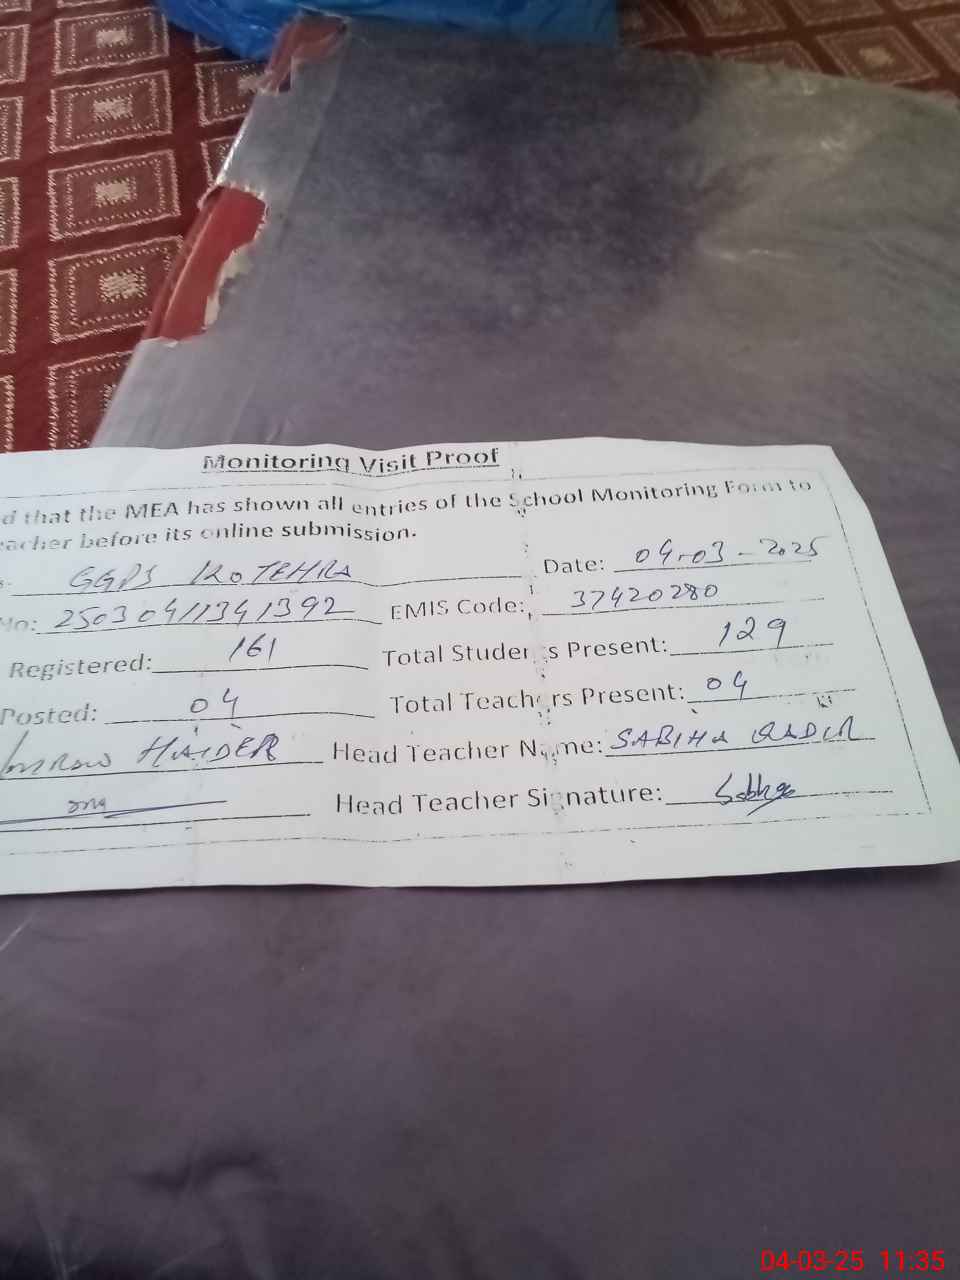 Monitoring Visit Proof
d that the MEA has shown all entries of the School Monitoring Form to
eacher before its online submission.
GGPS KOTEHRA Date: 04-03-2025
No: 25030411341392 EMIS Code: 37420280
Registered: 161 Total Students Present: 129
Posted: 04 Total Teachers Present: 04
HAIDER Head Teacher Name: SABIHA QADIR
Head Teacher Signature:
04-03-25 11:35